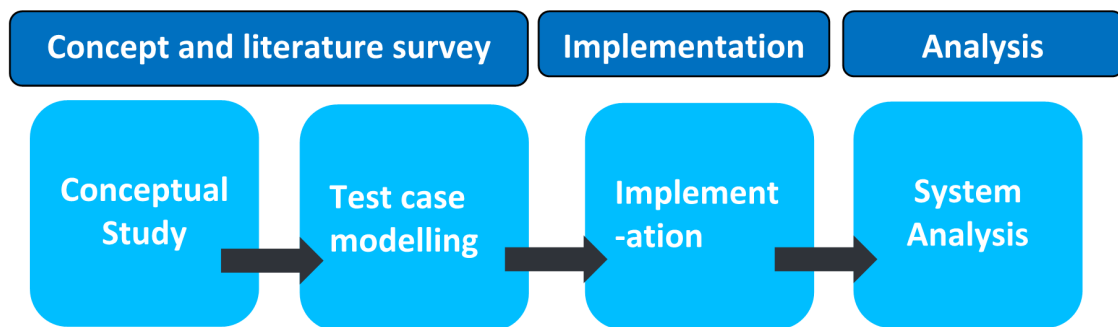 Concept and literature survey
Implementation
Analysis
Conceptual
Study
Test case
modelling
Implement
-ation
System
Analysis